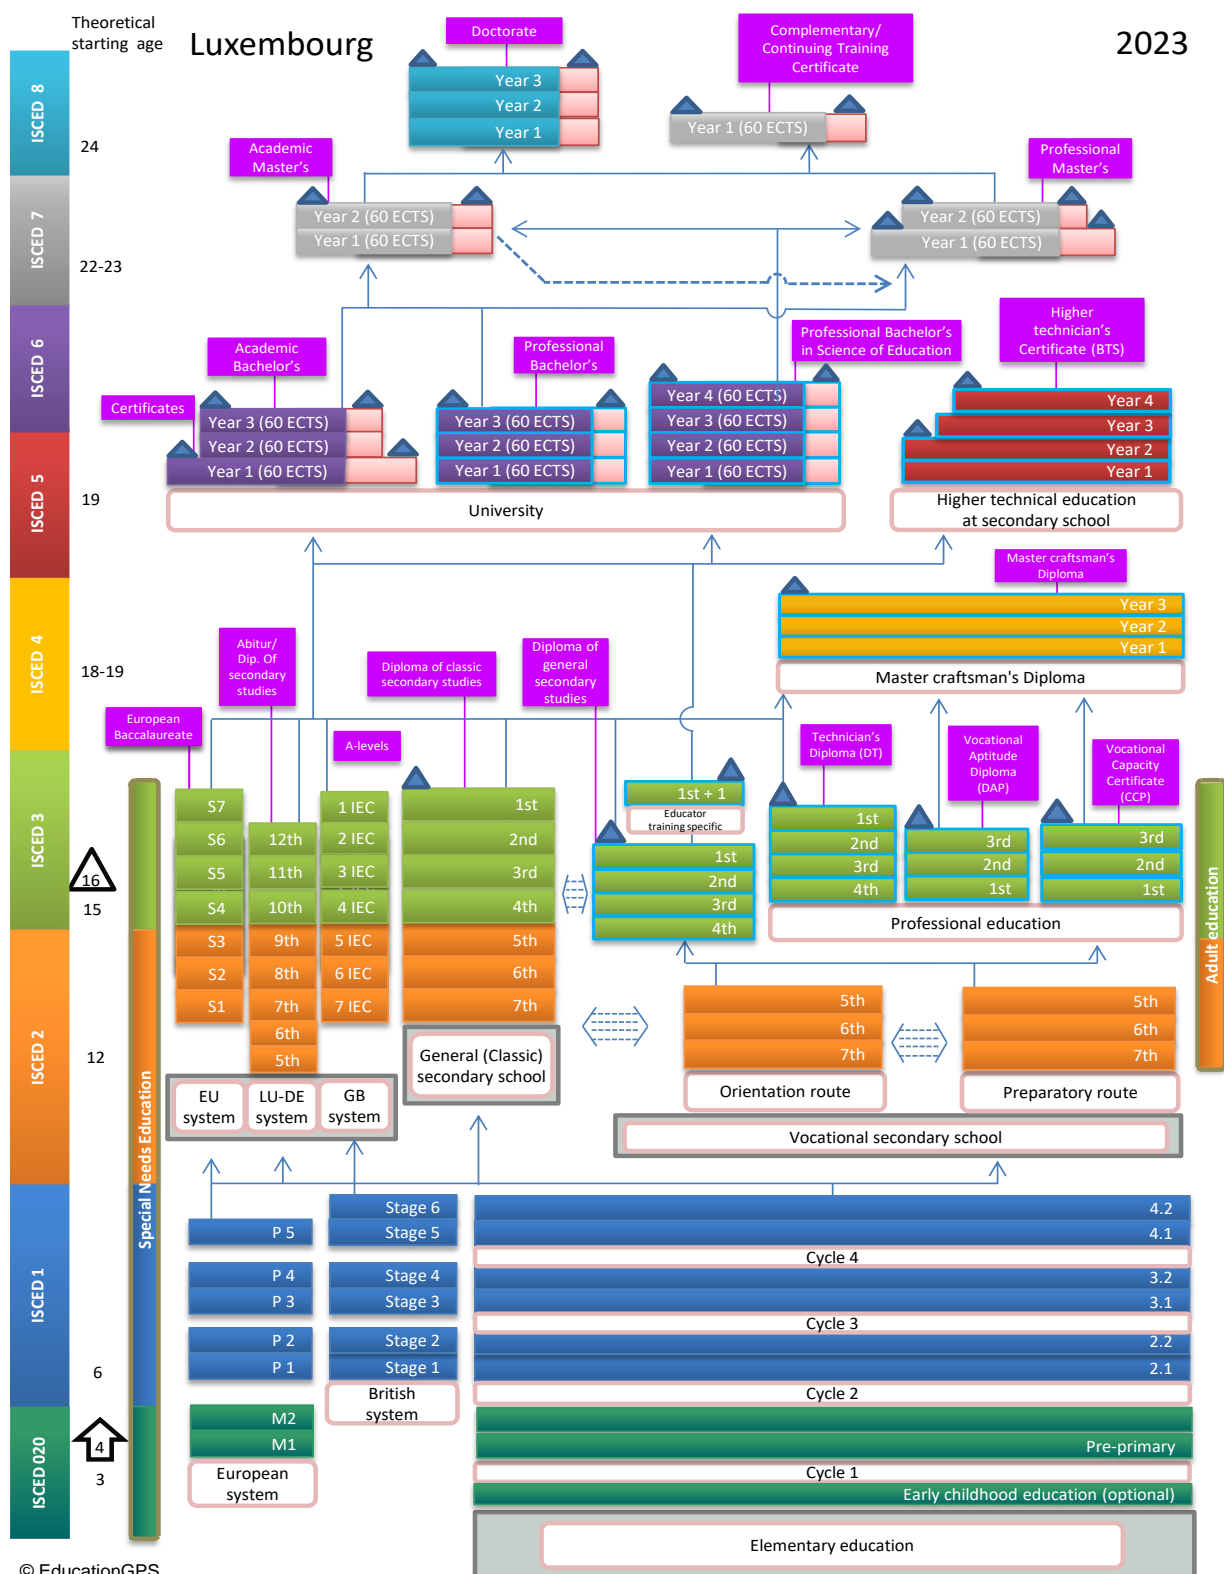 Theoretical
starting age
Luxembourg
2023
Doctorate
Complementary/
Continuing Training
Certificate
ISCED 8
24
Year 3
Year 2
Year 1
Year 1 (60 ECTS)
Academic
Master's
Professional
Master's
ISCED 7
22-23
Year 2 (60 ECTS)
Year 1 (60 ECTS)
Year 2 (60 ECTS)
Year 1 (60 ECTS)
ISCED 6
Certificates
Academic
Bachelor's
Professional
Bachelor's
Professional Bachelor's
in Science of Education
Higher
technician's
Certificate (BTS)
Year 3 (60 ECTS)
Year 2 (60 ECTS)
Year 1 (60 ECTS)
Year 3 (60 ECTS)
Year 2 (60 ECTS)
Year 1 (60 ECTS)
Year 4 (60 ECTS)
Year 3 (60 ECTS)
Year 2 (60 ECTS)
Year 1 (60 ECTS)
Year 4
Year 3
Year 2
Year 1
ISCED 5
19
University
Higher technical education
at secondary school
ISCED 4
18-19
Master craftsman's
Diploma
Year 3
Year 2
Year 1
Master craftsman's Diploma
European
Baccalaureate
Abitur/
Dip. Of
secondary
studies
A-levels
Diploma of classic
secondary studies
Diploma of
general
secondary
studies
Technician's
Diploma (DT)
Vocational
Aptitude
Diploma
(DAP)
Vocational
Capacity
Certificate
(CCP)
ISCED 3
16
15
S7
S6
S5
S4
S3
S2
S1
12th
11th
10th
9th
8th
7th
6th
5th
1 IEC
2 IEC
3 IEC
4 IEC
5 IEC
6 IEC
7 IEC
1st
2nd
3rd
4th
5th
6th
7th
1st + 1
Educator
training specific
1st
2nd
3rd
4th
1st
2nd
3rd
4th
3rd
2nd
1st
3rd
2nd
1st
Professional education
Adult education
ISCED 2
12
EU
system
LU-DE
system
GB
system
General (Classic)
secondary school
5th
6th
7th
Orientation route
5th
6th
7th
Preparatory route
Vocational secondary school
Special Needs Education
ISCED 1
6
P 5
P 4
P 3
P 2
P 1
Stage 6
Stage 5
Stage 4
Stage 3
Stage 2
Stage 1
British
system
4.2
4.1
Cycle 4
3.2
3.1
Cycle 3
2.2
2.1
Cycle 2
ISCED 020
4
3
M2
M1
European
system
Pre-primary
Cycle 1
Early childhood education (optional)
Elementary education
© EducationGPS